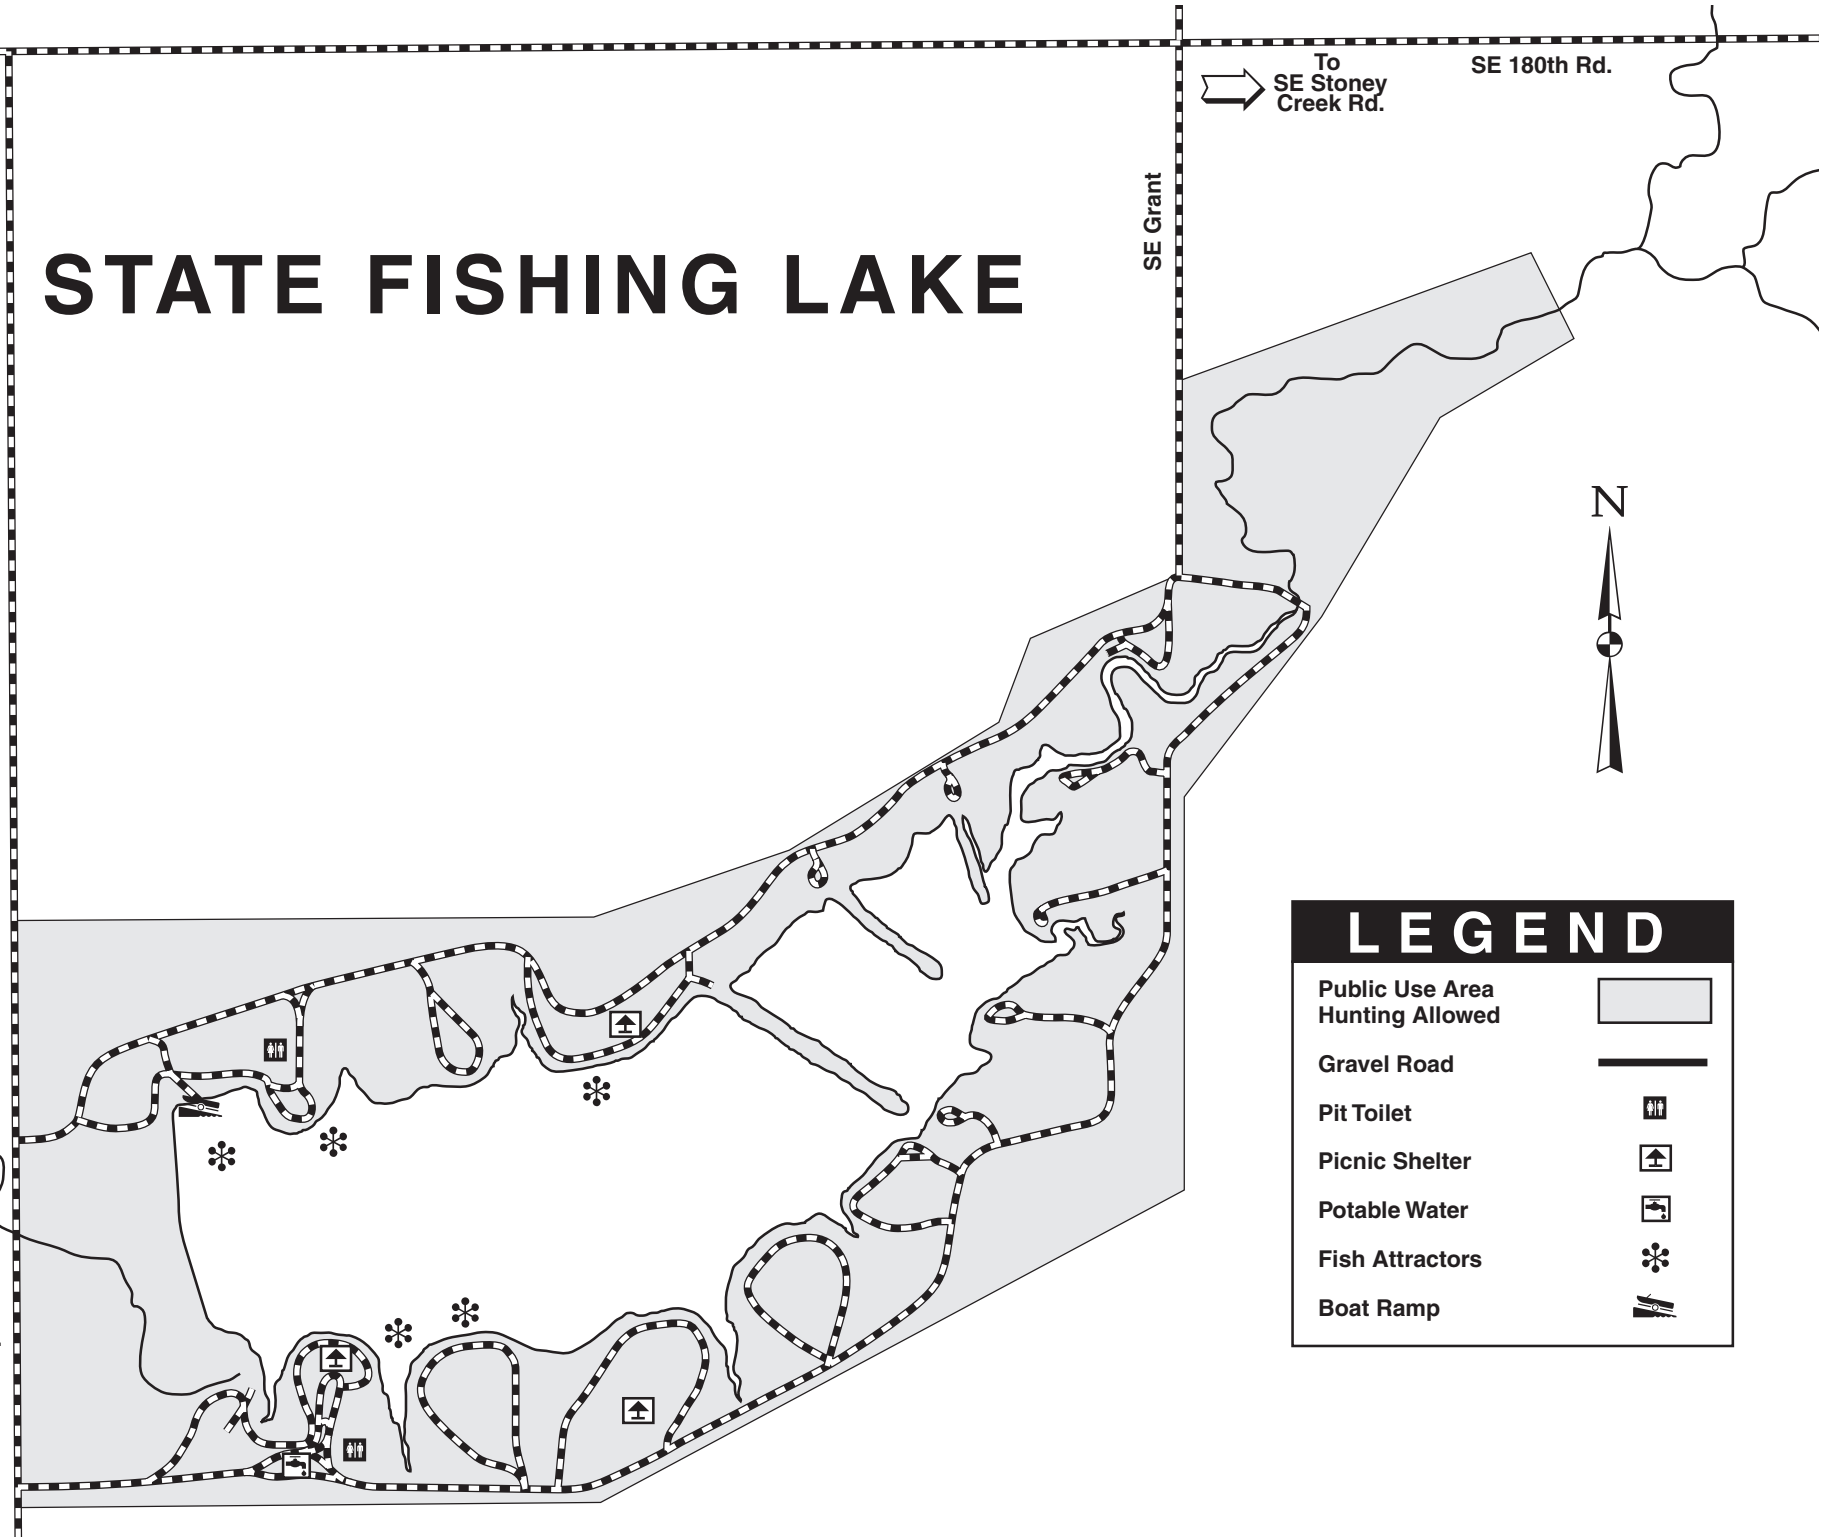 To
SE Stoney
Creek Rd.
SE 180th Rd.
SE Grant
STATE FISHING LAKE
N
LEGEND
Public Use Area
Hunting Allowed
Gravel Road
Pit Toilet
Picnic Shelter
Potable Water
Fish Attractors
Boat Ramp